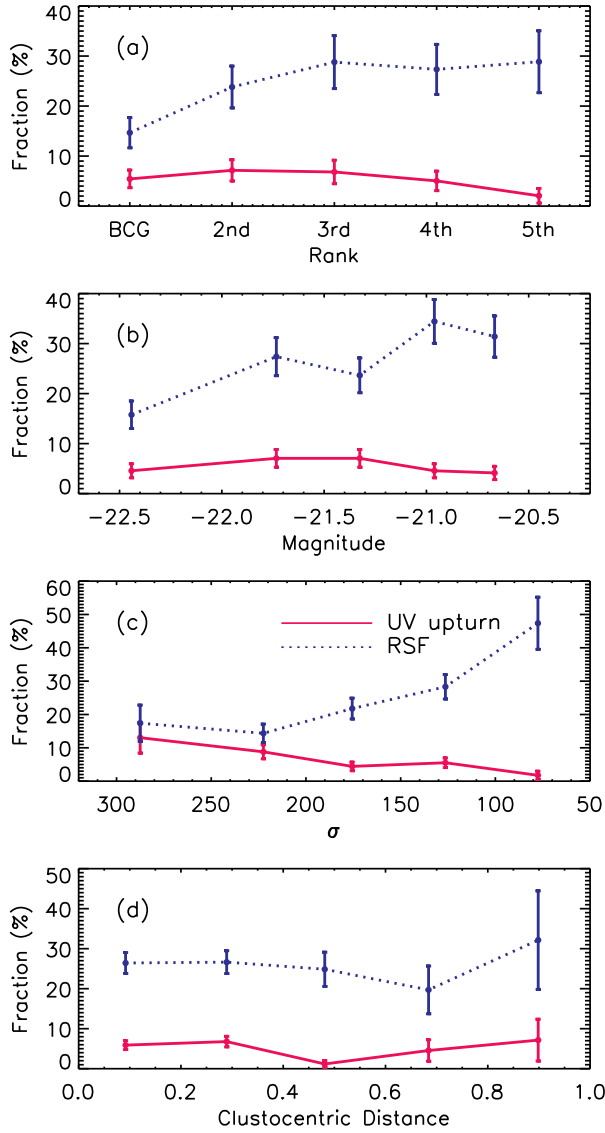 40
30
20
10
0
Fraction (%)
(a)
BCG 2nd 3rd 4th 5th
Rank
40
30
20
10
0
Fraction (%)
(b)
−22.5 −22.0 −21.5 −21.0 −20.5
Magnitude
60
50
40
30
20
10
0
Fraction (%)
(c)
UV upturn
RSF
300 250 200 150 100 50
σ
50
40
30
20
10
0
Fraction (%)
(d)
0.0 0.2 0.4 0.6 0.8 1.0
Clustocentric Distance